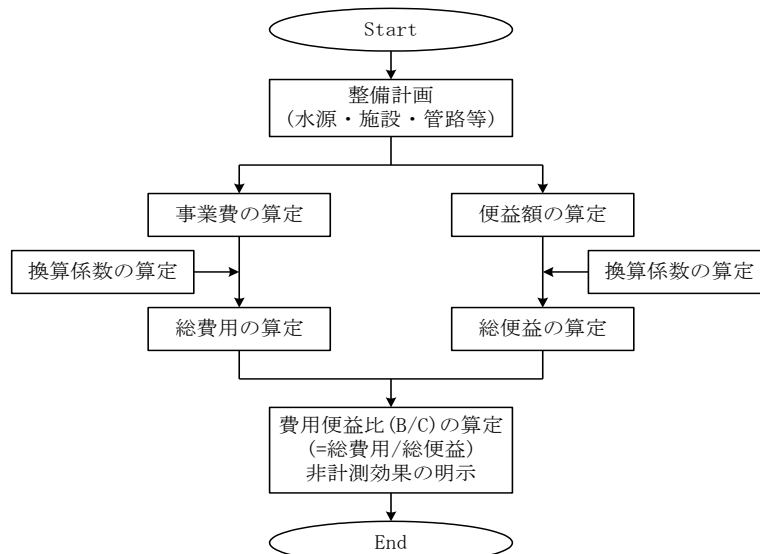 Start
整備計画
(水源・施設・管路等)
事業費の算定
便益額の算定
換算係数の算定
換算係数の算定
総費用の算定
総便益の算定
費用便益比(B/C)の算定
(=総費用/総便益)
非計測効果の明示
End